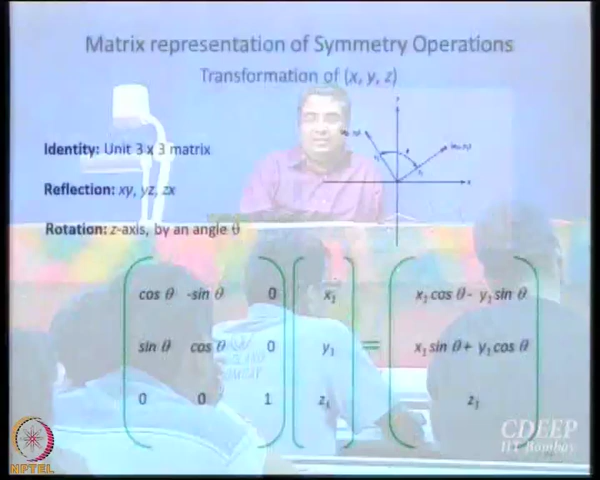 Matrix representation of Symmetry Operations
Transformation of (x, y, z)
Identity: Unit 3 x 3 matrix
Reflection: xy, yz, zx
Rotation: z-axis, by an angle θ
cos θ -sin θ 0 x₁ x₁ cos θ - y₁ sin θ
sin θ cos θ 0 y₁ = x₁ sin θ + y₁ cos θ
0 0 1 z₁ z₁
CDEEP
IIT Bombay
NPTEL